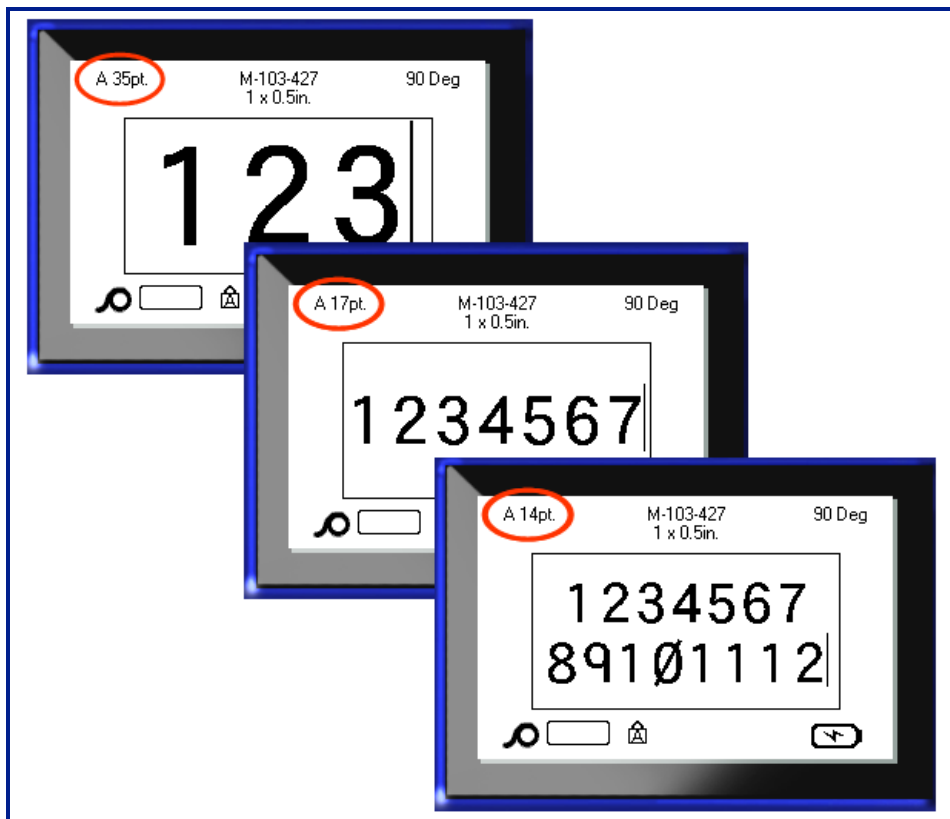 A 35pt.
M-103-427
90 Deg
1 x 0.5in.
123
A
A 17pt.
M-103-427
90 Deg
1 x 0.5in.
1234567
A 14pt.
M-103-427
90 Deg
1 x 0.5in.
1234567
89101112
A